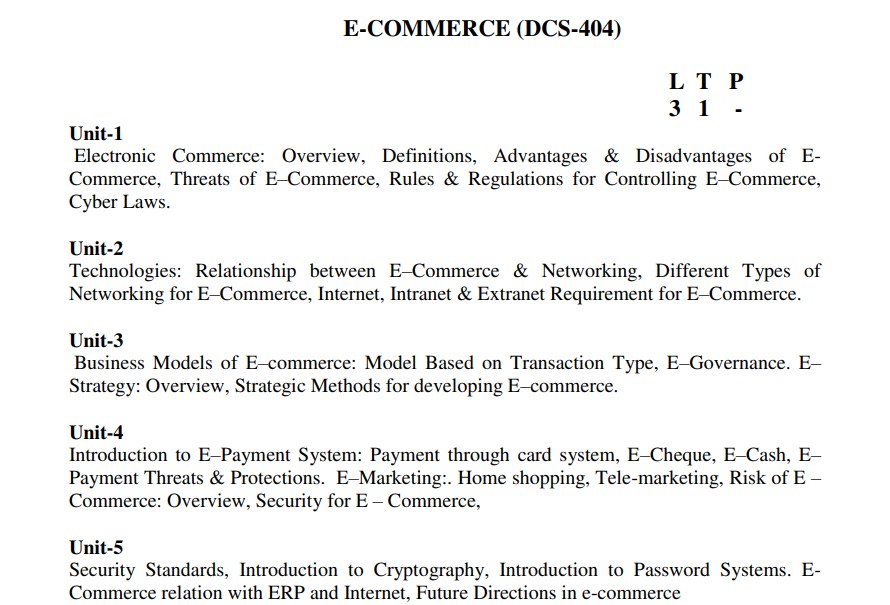 E-COMMERCE (DCS-404)
L T P
3 1 -
Unit-1
Electronic Commerce: Overview, Definitions, Advantages & Disadvantages of E-
Commerce, Threats of E–Commerce, Rules & Regulations for Controlling E–Commerce,
Cyber Laws.
Unit-2
Technologies: Relationship between E–Commerce & Networking, Different Types of
Networking for E–Commerce, Internet, Intranet & Extranet Requirement for E–Commerce.
Unit-3
Business Models of E–commerce: Model Based on Transaction Type, E–Governance. E–
Strategy: Overview, Strategic Methods for developing E–commerce.
Unit-4
Introduction to E–Payment System: Payment through card system, E–Cheque, E–Cash, E–
Payment Threats & Protections. E–Marketing:. Home shopping, Tele-marketing, Risk of E –
Commerce: Overview, Security for E – Commerce,
Unit-5
Security Standards, Introduction to Cryptography, Introduction to Password Systems. E-
Commerce relation with ERP and Internet, Future Directions in e-commerce